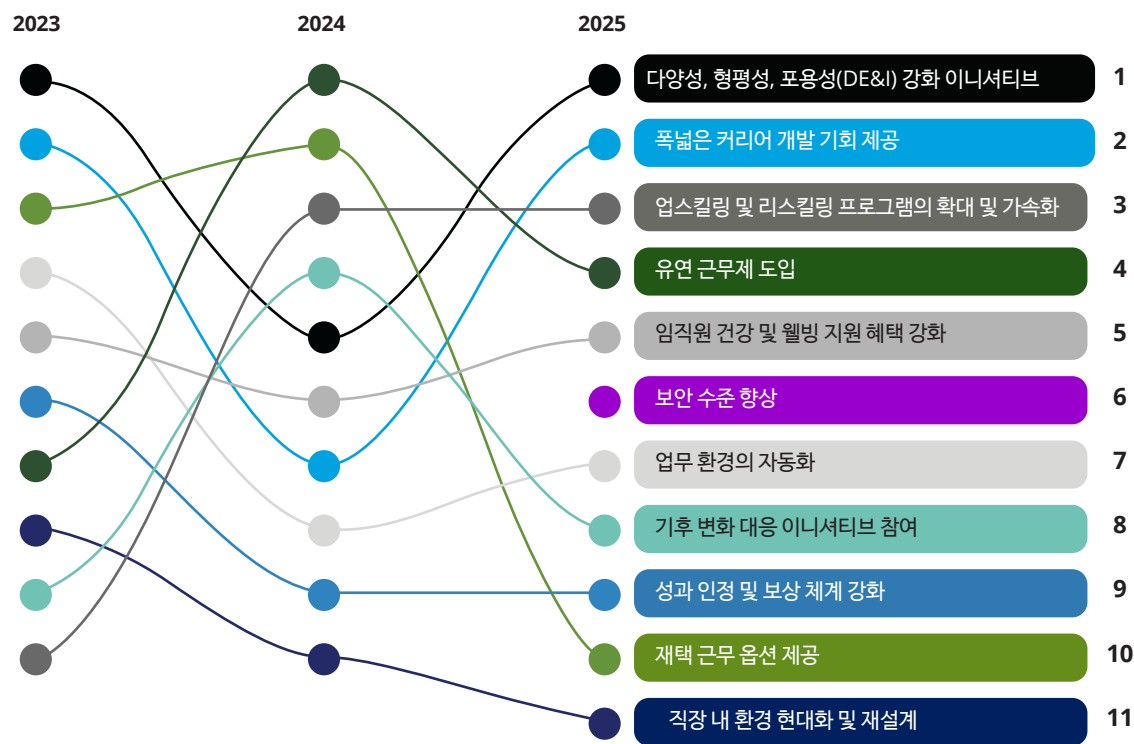 2023 2024 2025
다양성, 형평성, 포용성(DE&I) 강화 이니셔티브 1
폭넓은 커리어 개발 기회 제공 2
업스킬링 및 리스킬링 프로그램의 확대 및 가속화 3
유연 근무제 도입 4
임직원 건강 및 웰빙 지원 혜택 강화 5
보안 수준 향상 6
업무 환경의 자동화 7
기후 변화 대응 이니셔티브 참여 8
성과 인정 및 보상 체계 강화 9
재택 근무 옵션 제공 10
직장 내 환경 현대화 및 재설계 11